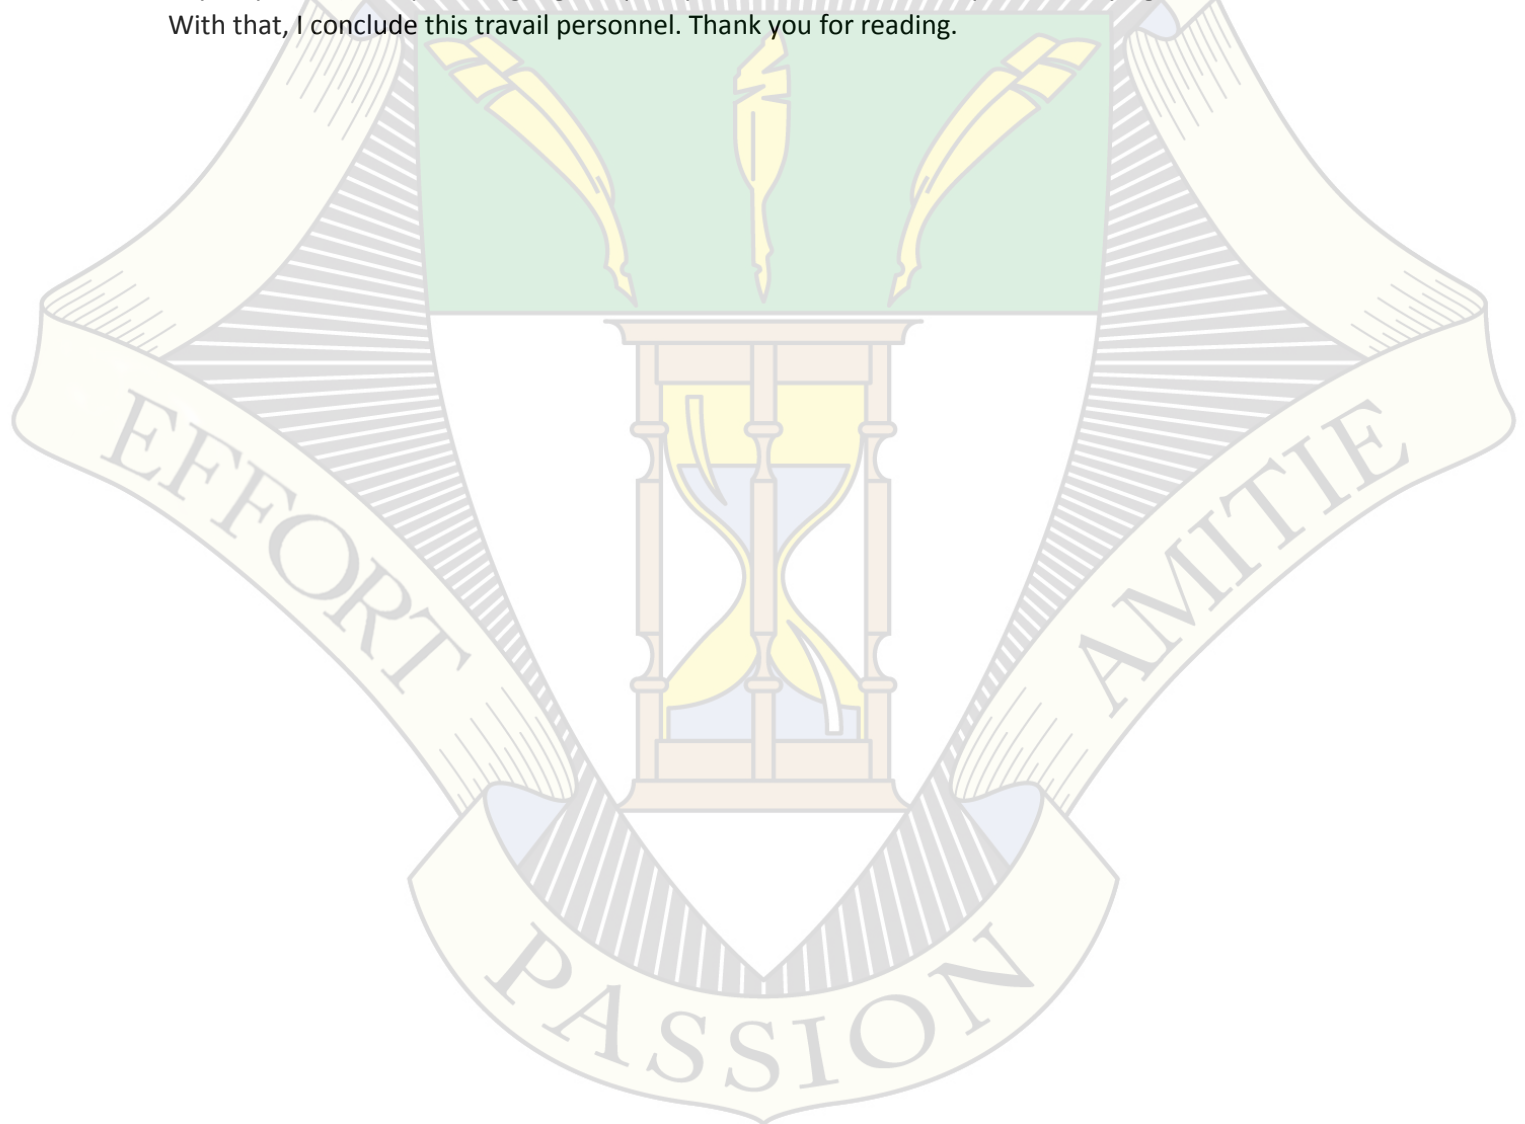 With that, I conclude this travail personnel. Thank you for reading.
EFFORT
AMITIE
PASSION